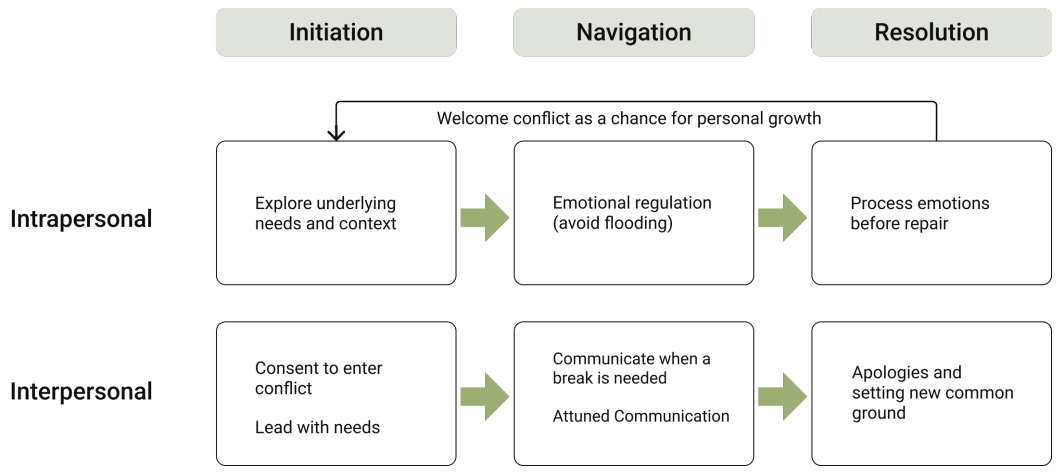 Initiation
Navigation
Resolution
Welcome conflict as a chance for personal growth
Intrapersonal
Explore underlying
needs and context
Emotional regulation
(avoid flooding)
Process emotions
before repair
Interpersonal
Consent to enter
conflict
Lead with needs
Communicate when a
break is needed
Attuned Communication
Apologies and
setting new common
ground